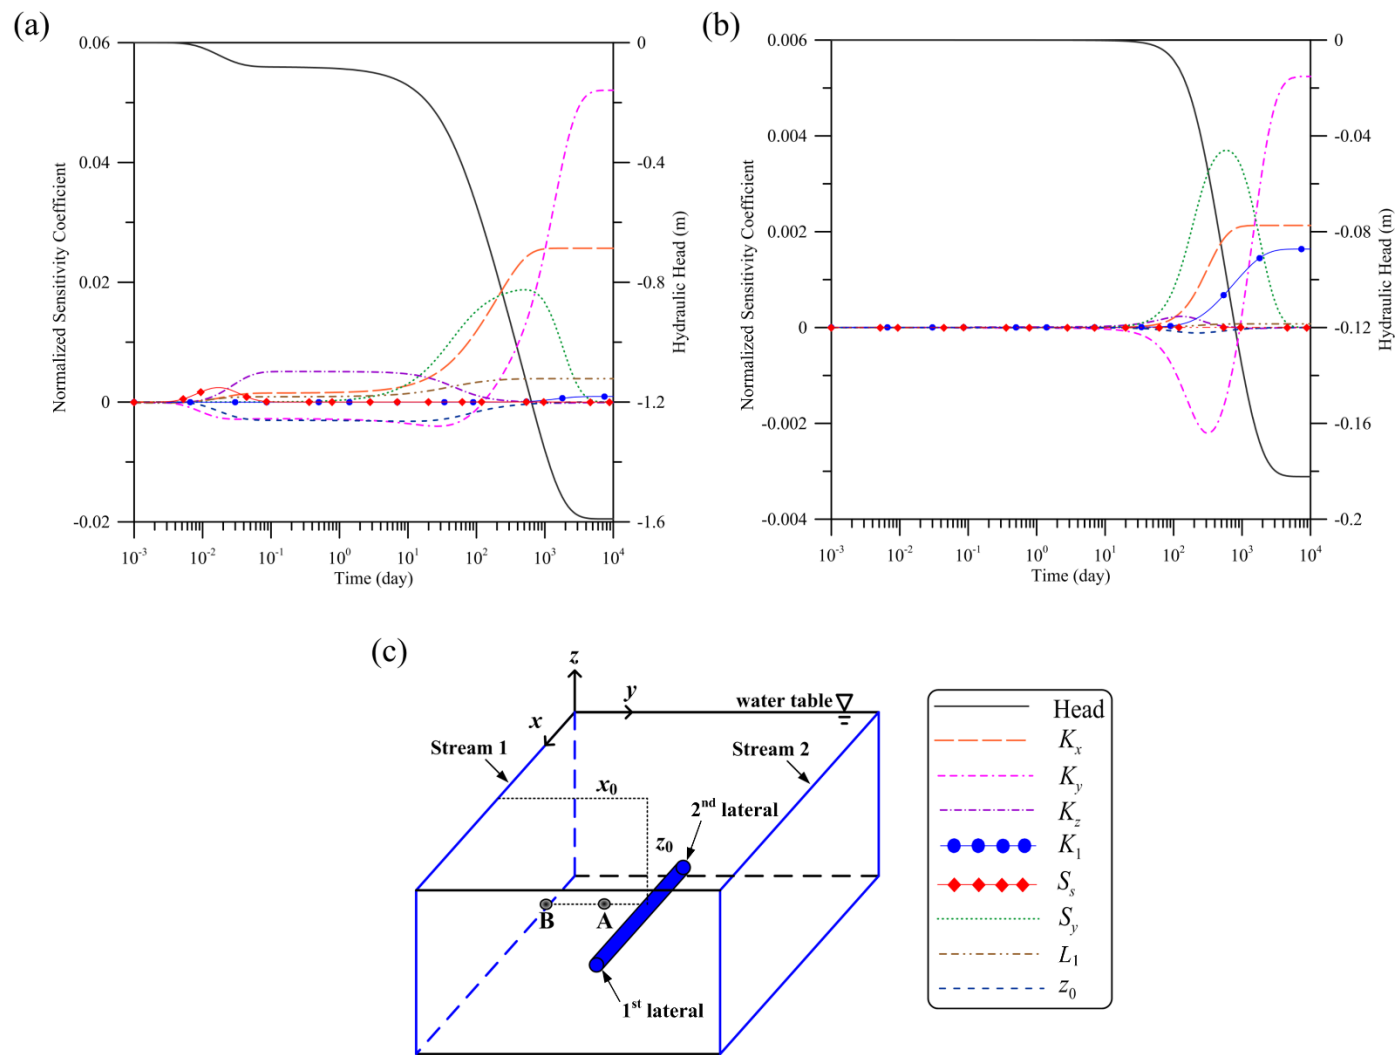 (a)
0.06
0.04
0.02
0
-0.02
Normalized Sensitivity Coefficient
0
-0.4
-0.8
-1.2
-1.6
Hydraulic Head (m)
10⁻³ 10⁻² 10⁻¹ 10⁰ 10¹ 10² 10³ 10⁴
Time (day)
(b)
0.006
0.004
0.002
0
-0.002
-0.004
Normalized Sensitivity Coefficient
0
-0.04
-0.08
-0.12
-0.16
-0.2
Hydraulic Head (m)
10⁻³ 10⁻² 10⁻¹ 10⁰ 10¹ 10² 10³ 10⁴
Time (day)
(c)
z
y
water table
x
Stream 1
Stream 2
x₀
2ⁿᵈ lateral
z₀
B
A
1ˢᵗ lateral
Head
Kₓ
K_y
K_z
K₁
Sₛ
S_y
L₁
z₀